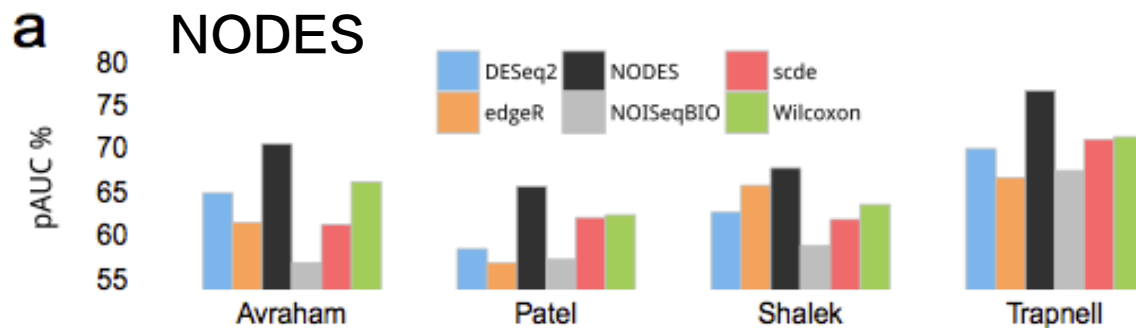 a NODES
80
75
70
65
60
55
pAUC %
DESeq2 NODES scde
edgeR NOISeqBIO Wilcoxon
Avraham Patel Shalek Trapnell